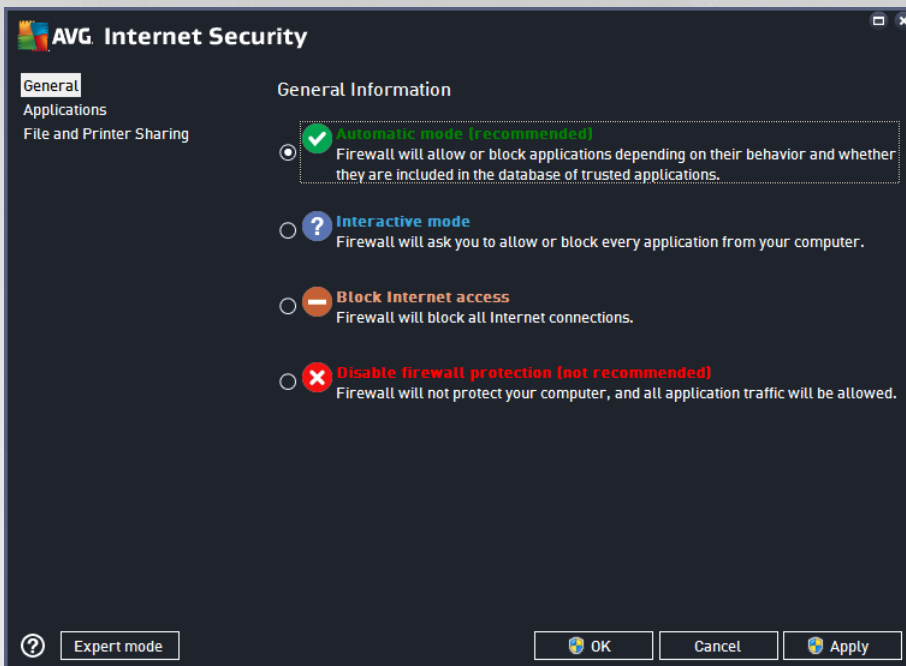 AVG. Internet Security
General
Applications
File and Printer Sharing
General Information
Automatic mode (recommended)
Firewall will allow or block applications depending on their behavior and whether
they are included in the database of trusted applications.
Interactive mode
Firewall will ask you to allow or block every application from your computer.
Block Internet access
Firewall will block all Internet connections.
Disable firewall protection (not recommended)
Firewall will not protect your computer, and all application traffic will be allowed.
Expert mode
OK
Cancel
Apply